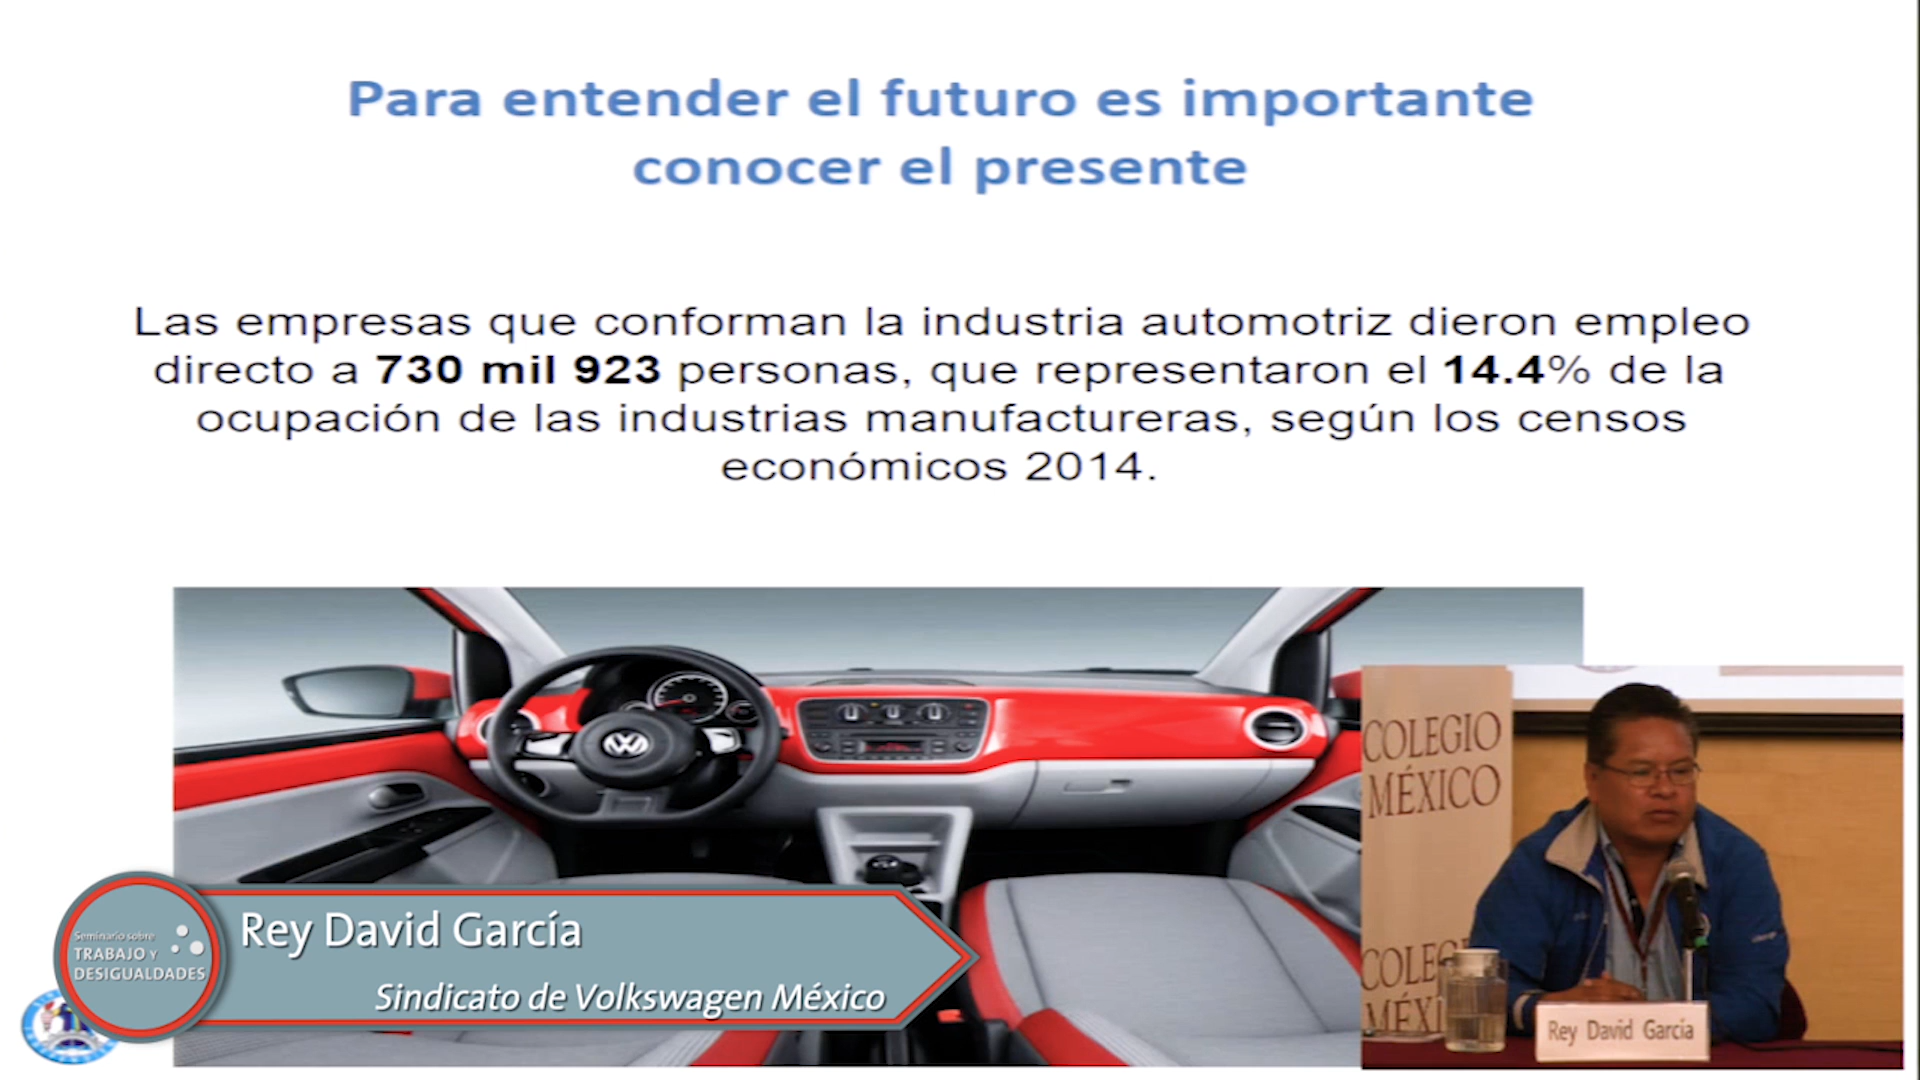 Para entender el futuro es importante
conocer el presente
Las empresas que conforman la industria automotriz dieron empleo
directo a 730 mil 923 personas, que representaron el 14.4% de la
ocupación de las industrias manufactureras, según los censos
económicos 2014.
COLEGIO
MÉXICO
Seminario sobre
TRABAJO Y
DESIGUALDADES
Rey David García
Sindicato de Volkswagen México
Rey David García